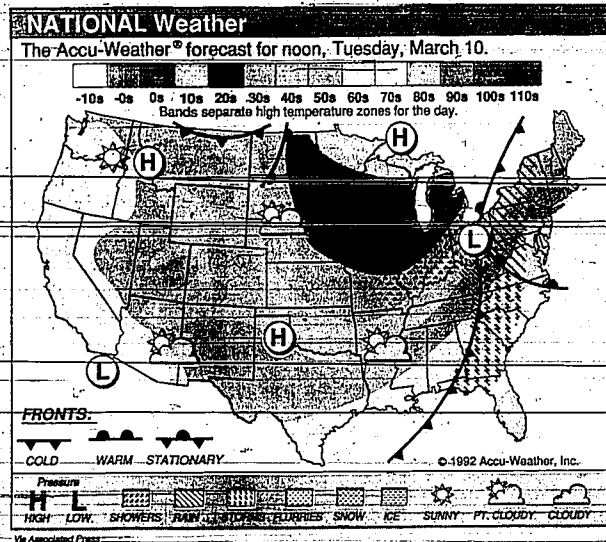 NATIONAL Weather
The Accu-Weather® forecast for noon, Tuesday, March 10.
-10s -0s 0s 10s 20s 30s 40s 50s 60s 70s 80s 90s 100s 110s
Bands separate high temperature zones for the day.
H
H
L
H
L
FRONTS:
COLD WARM STATIONARY
© 1992 Accu-Weather, Inc.
Pressure
H L
HIGH LOW SHOWERS RAIN T-STORMS FLURRIES SNOW ICE SUNNY PT. CLOUDY CLOUDY
Via Associated Press